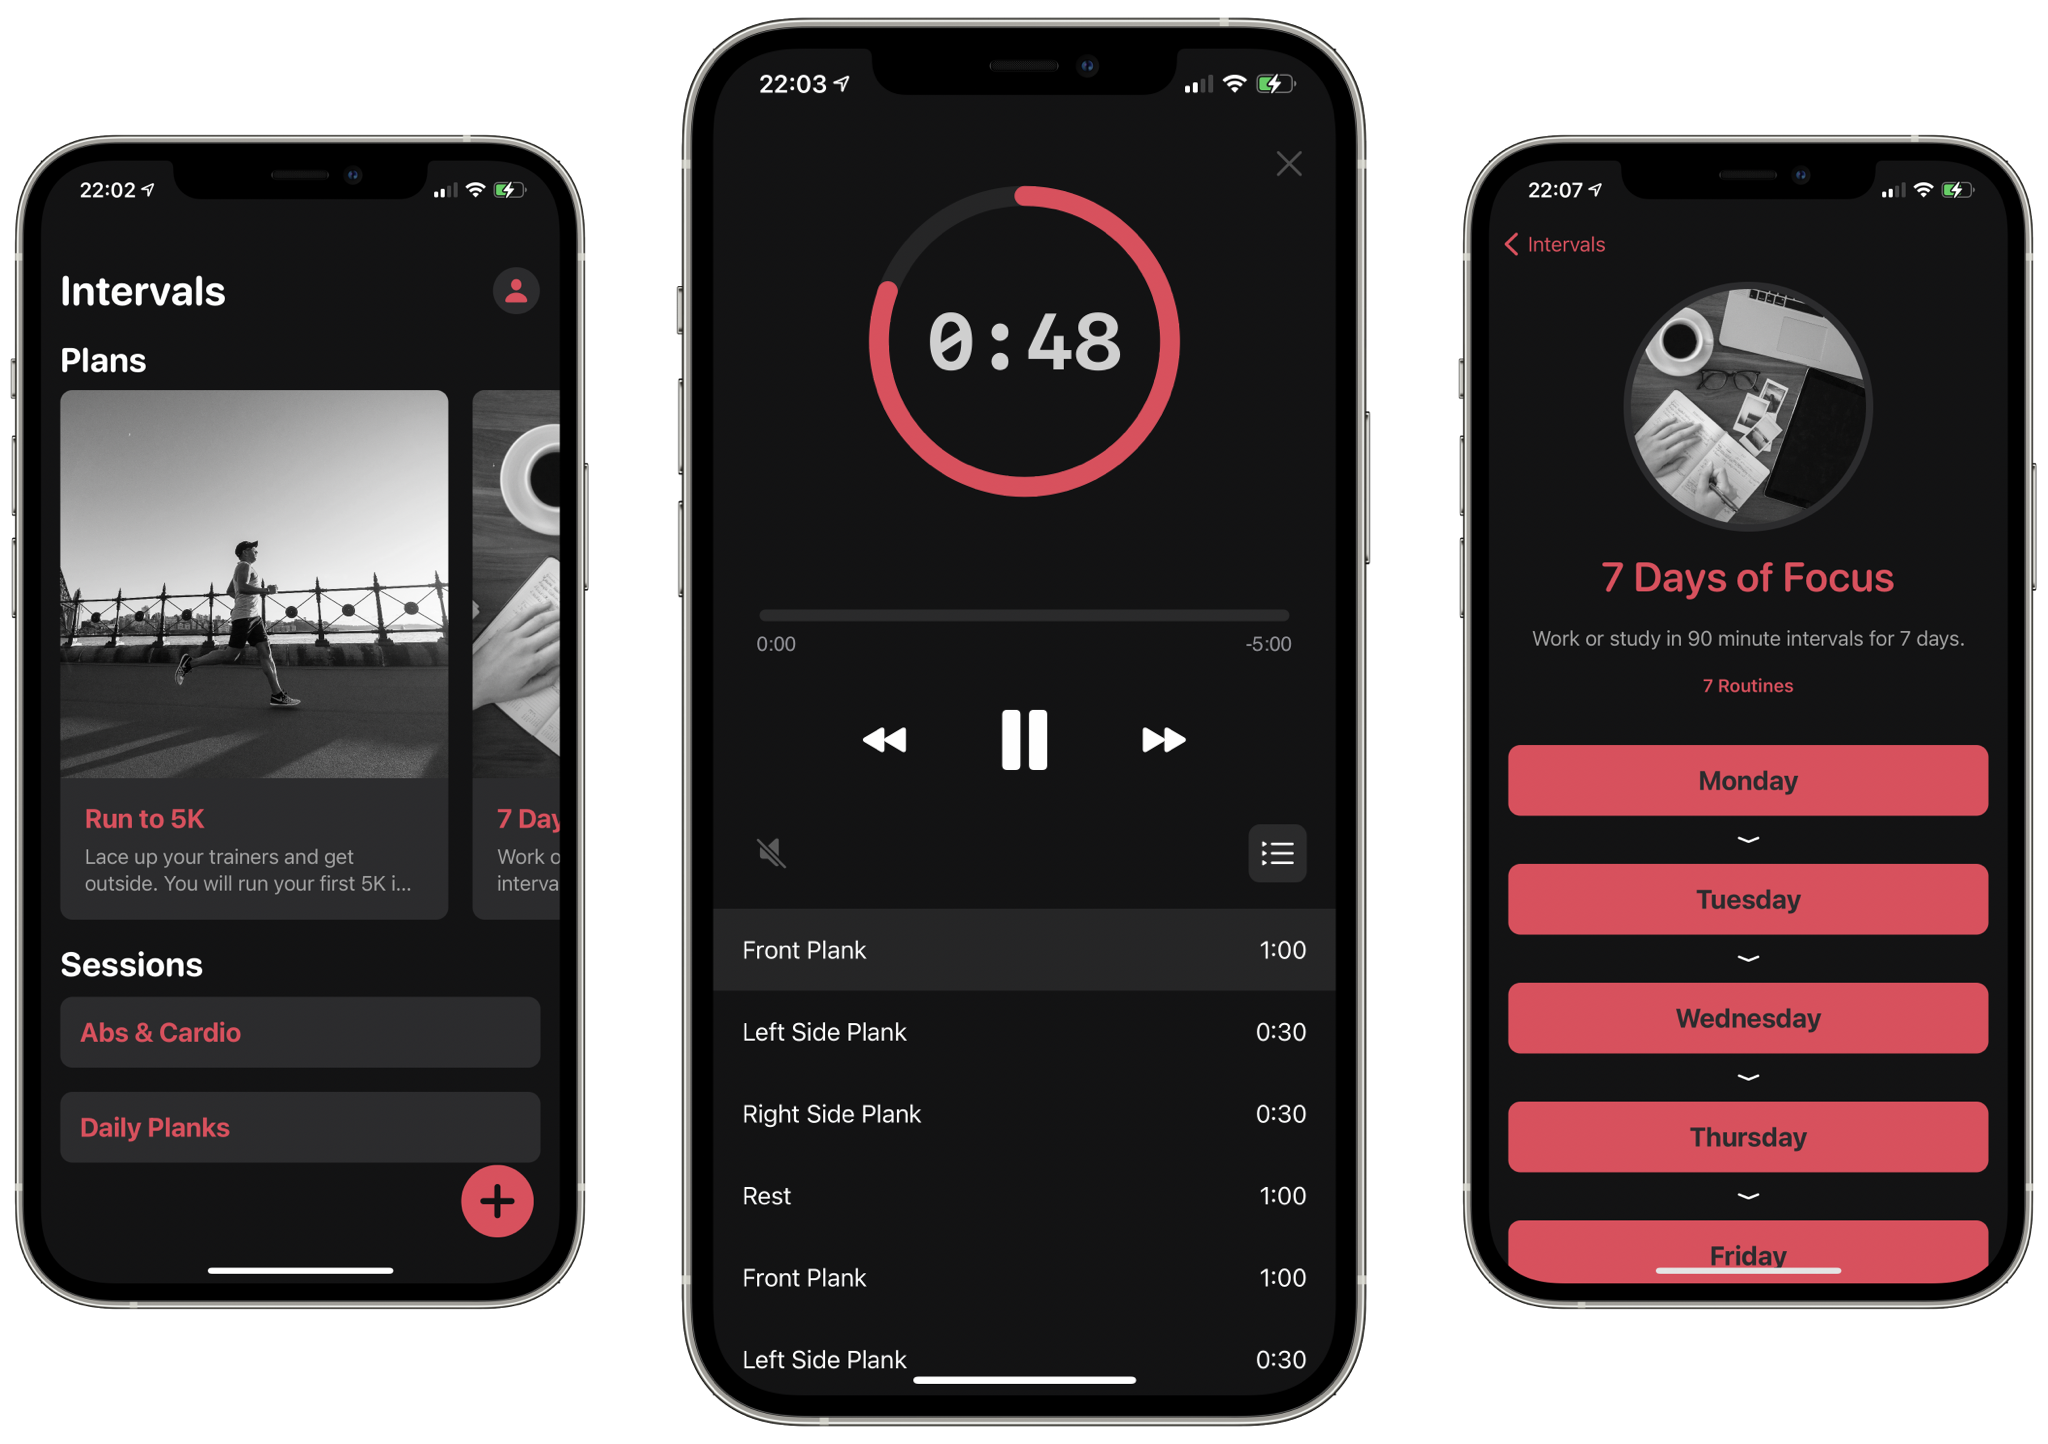 22:02
Intervals
Plans
Run to 5K
Lace up your trainers and get
outside. You will run your first 5K i...
7 Day
Work o
interva
Sessions
Abs & Cardio
Daily Planks
22:03
0:48
0:00 -5:00
Front Plank 1:00
Left Side Plank 0:30
Right Side Plank 0:30
Rest 1:00
Front Plank 1:00
Left Side Plank 0:30
22:07
Intervals
7 Days of Focus
Work or study in 90 minute intervals for 7 days.
7 Routines
Monday
Tuesday
Wednesday
Thursday
Friday